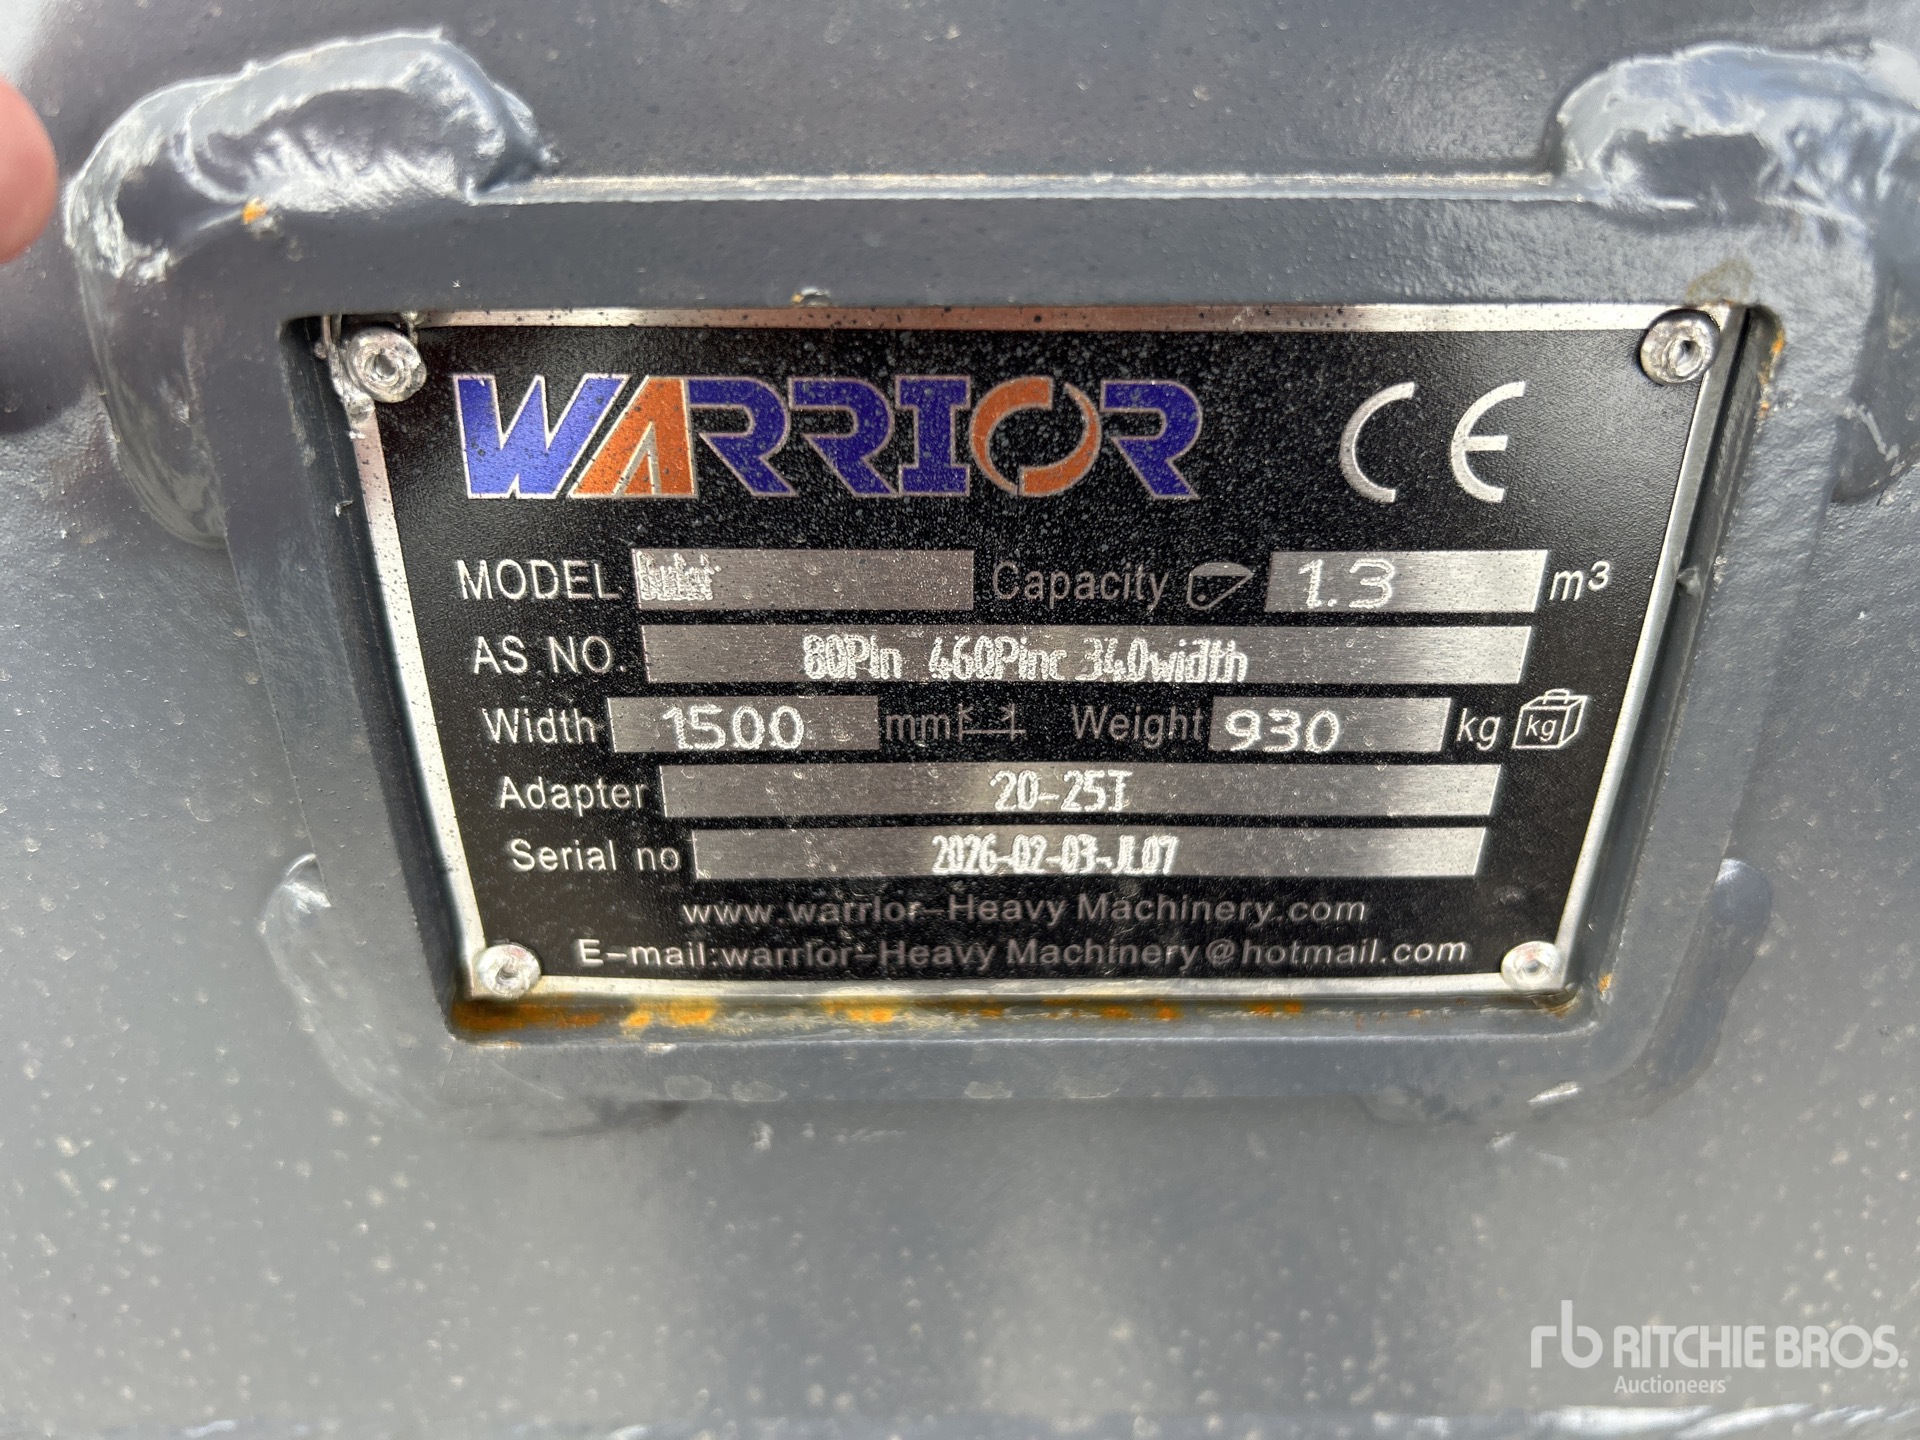 WARRIOR CE
MODEL Capacity 1.3 m³
AS NO. 80PIn 460Pinc 340width
Width 1500 mm Weight 930 kg kg
Adapter 20-25T
Serial no 2026-02-03-JL07
www.warrIor-Heavy Machinery.com
E-mail:warrIor-Heavy Machinery@hotmail.com
rb RITCHIE BROS.
Auctioneers